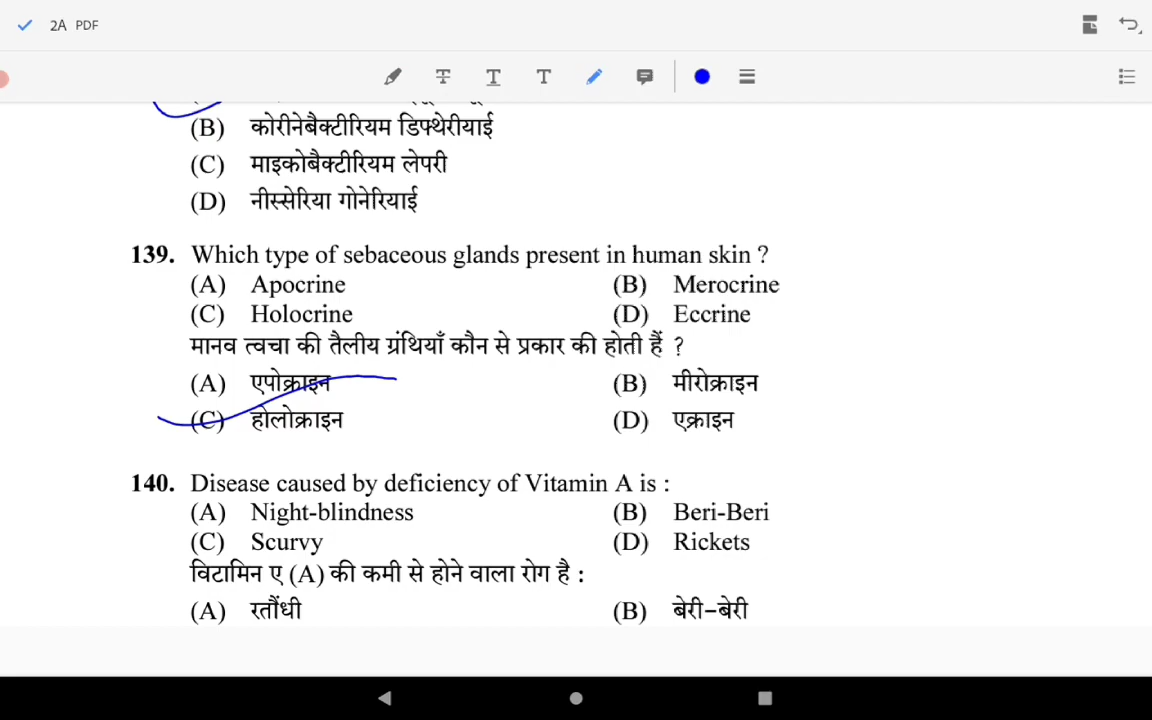 2A PDF
(B) कोरीनेबैक्टीरियम डिफ्थेरीयाई
(C) माइकोबैक्टीरियम लेपरी
(D) नीस्सेरिया गोनेरियाई
139. Which type of sebaceous glands present in human skin ?
(A) Apocrine (B) Merocrine
(C) Holocrine (D) Eccrine
मानव त्वचा की तैलीय ग्रंथियाँ कौन से प्रकार की होती हैं ?
(A) एपोक्राइन (B) मीरोक्राइन
(C) होलोक्राइन (D) एक्राइन
140. Disease caused by deficiency of Vitamin A is :
(A) Night-blindness (B) Beri-Beri
(C) Scurvy (D) Rickets
विटामिन ए (A) की कमी से होने वाला रोग है :
(A) रतौंधी (B) बेरी-बेरी